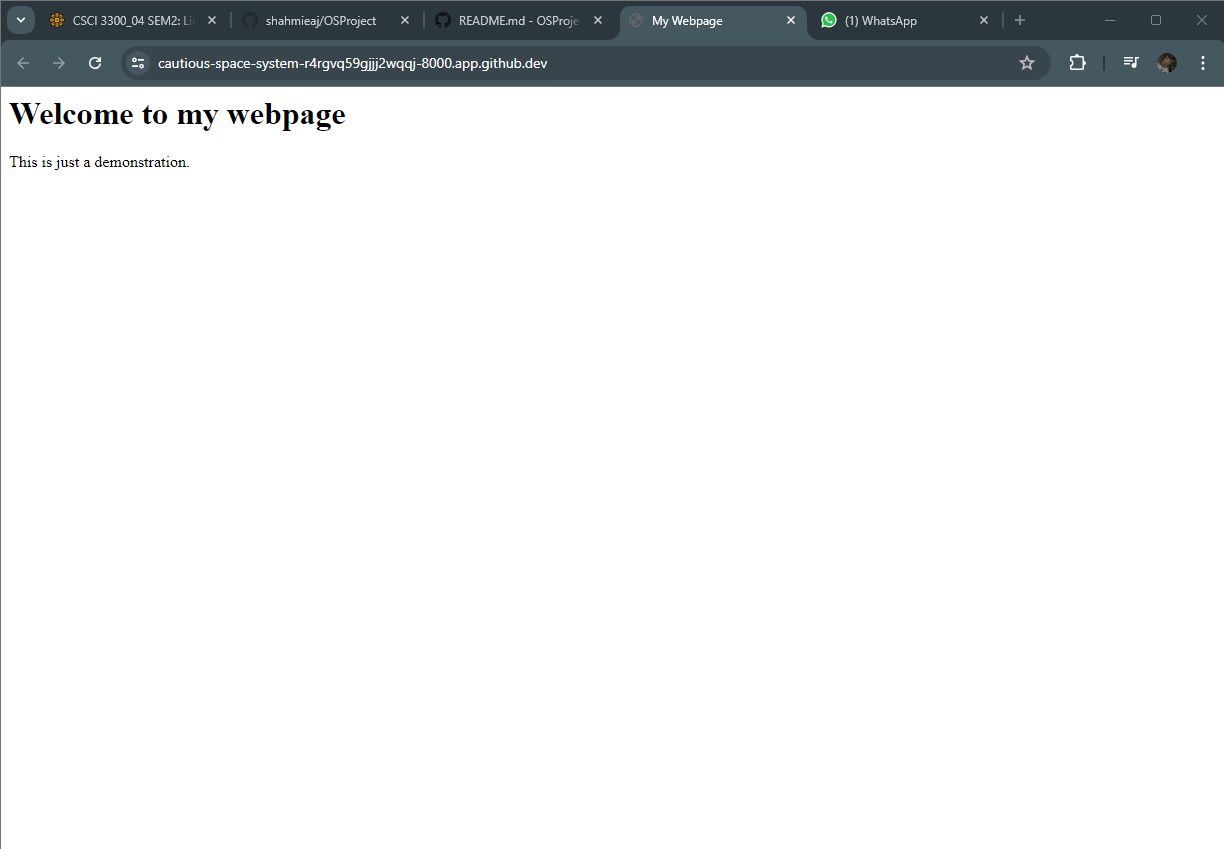 CSCI 3300_04 SEM2: Li
shahmieaj/OSProject
README.md - OSProje
My Webpage
(1) WhatsApp
cautious-space-system-r4rgvq59gjjj2wqqj-8000.app.github.dev
Welcome to my webpage
This is just a demonstration.